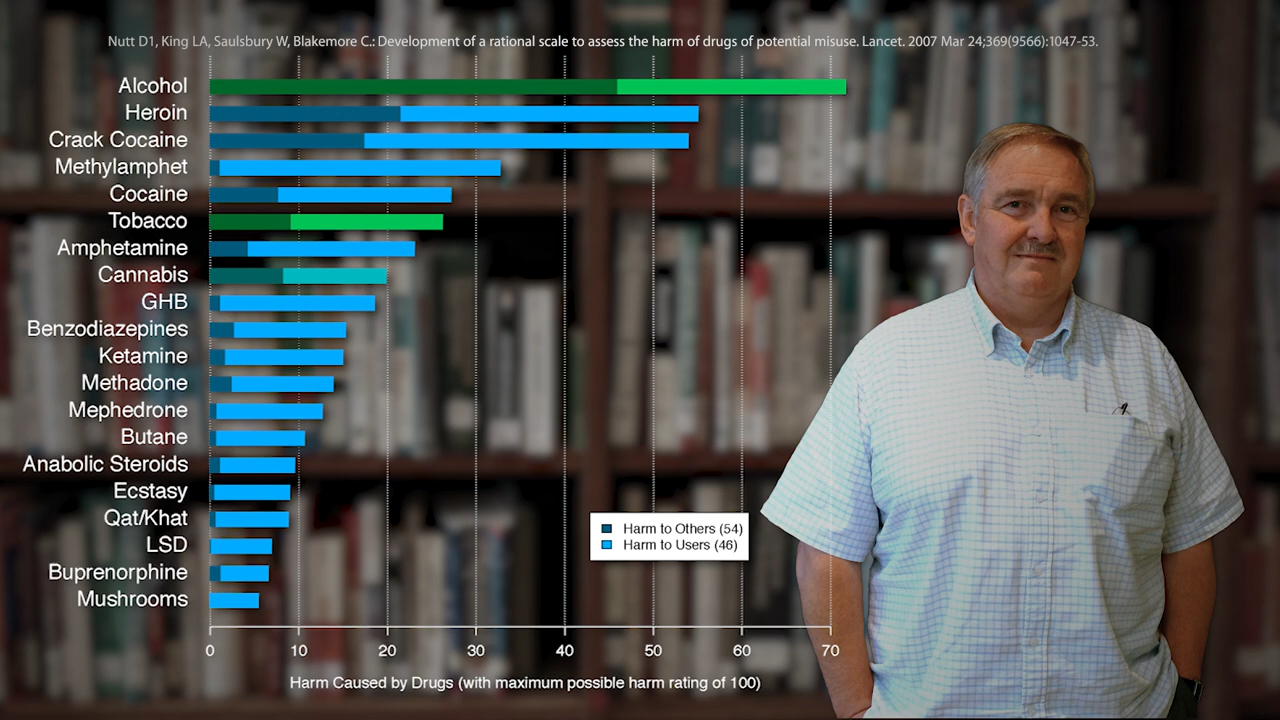 Nutt D1, King LA, Saulsbury W, Blakemore C.: Development of a rational scale to assess the harm of drugs of potential misuse. Lancet. 2007 Mar 24;369(9566):1047-53.
Alcohol
Heroin
Crack Cocaine
Methylamphet
Cocaine
Tobacco
Amphetamine
Cannabis
GHB
Benzodiazepines
Ketamine
Methadone
Mephedrone
Butane
Anabolic Steroids
Ecstasy
Qat/Khat
LSD
Buprenorphine
Mushrooms
Harm to Others (54)
Harm to Users (46)
0 10 20 30 40 50 60 70
Harm Caused by Drugs (with maximum possible harm rating of 100)